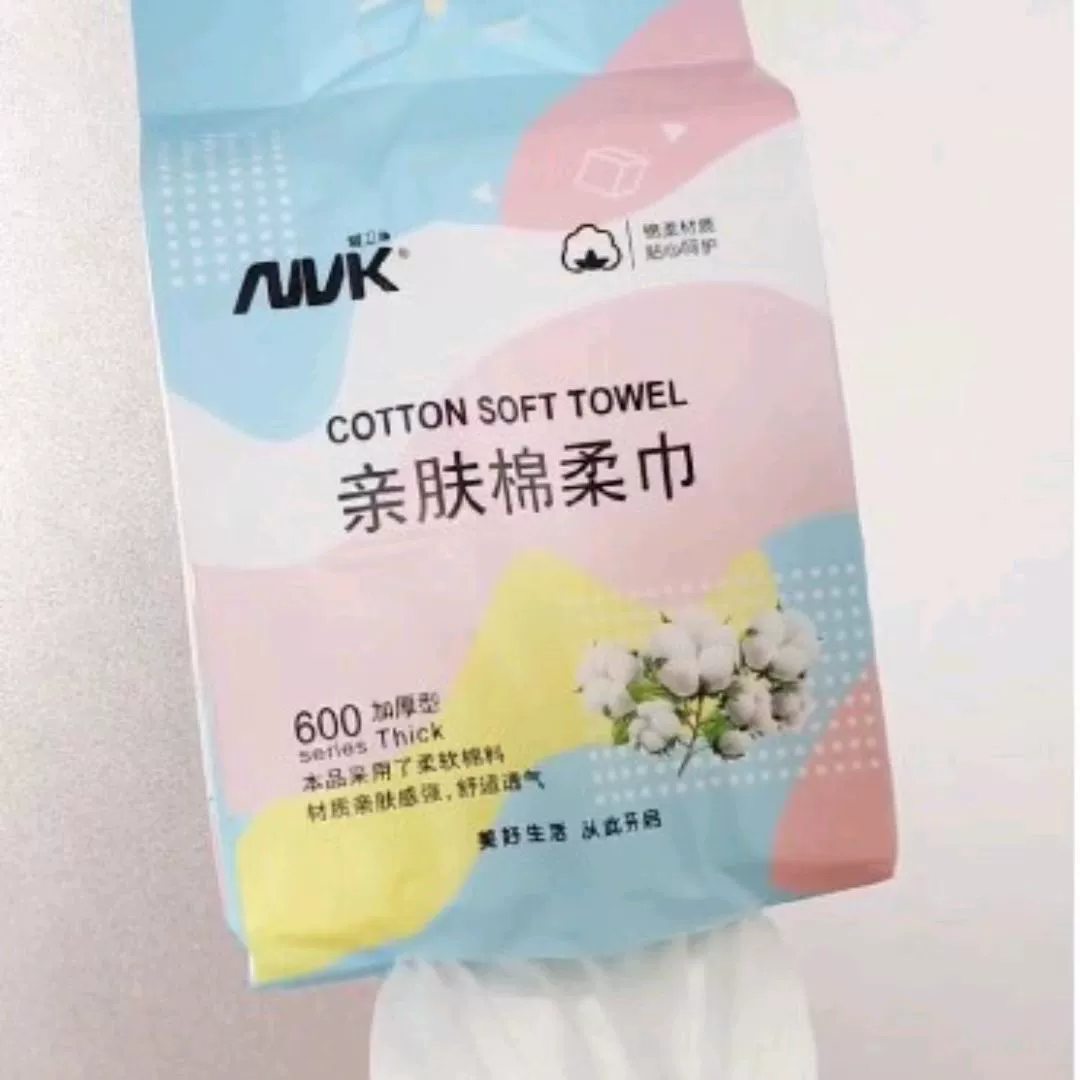 NVK®
棉柔材质
贴心呵护
COTTON SOFT TOWEL
亲肤棉柔巾
600 加厚型
series Thick
本品采用了柔软棉料
材质亲肤感强,舒适透气
美好生活 从此开启